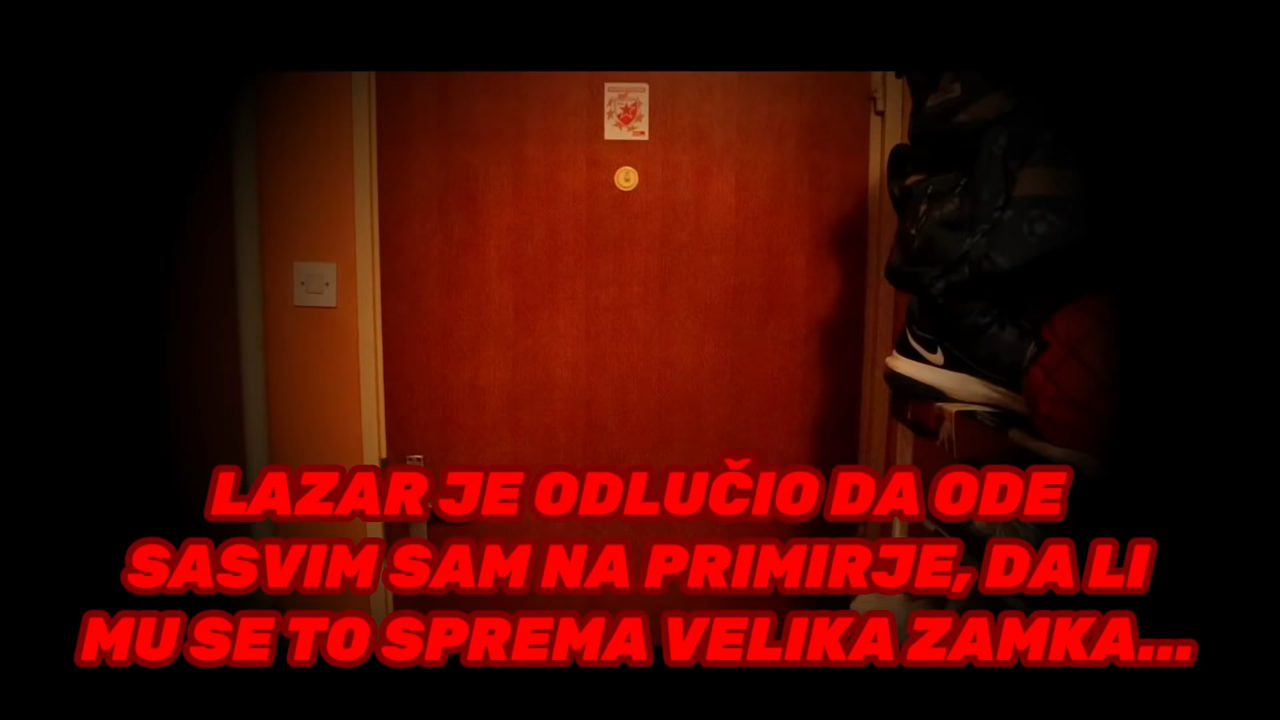 LAZAR JE ODLUČIO DA ODE
SASVIM SAM NA PRIMIRJE, DA LI
MU SE TO SPREMA VELIKA ZAMKA...